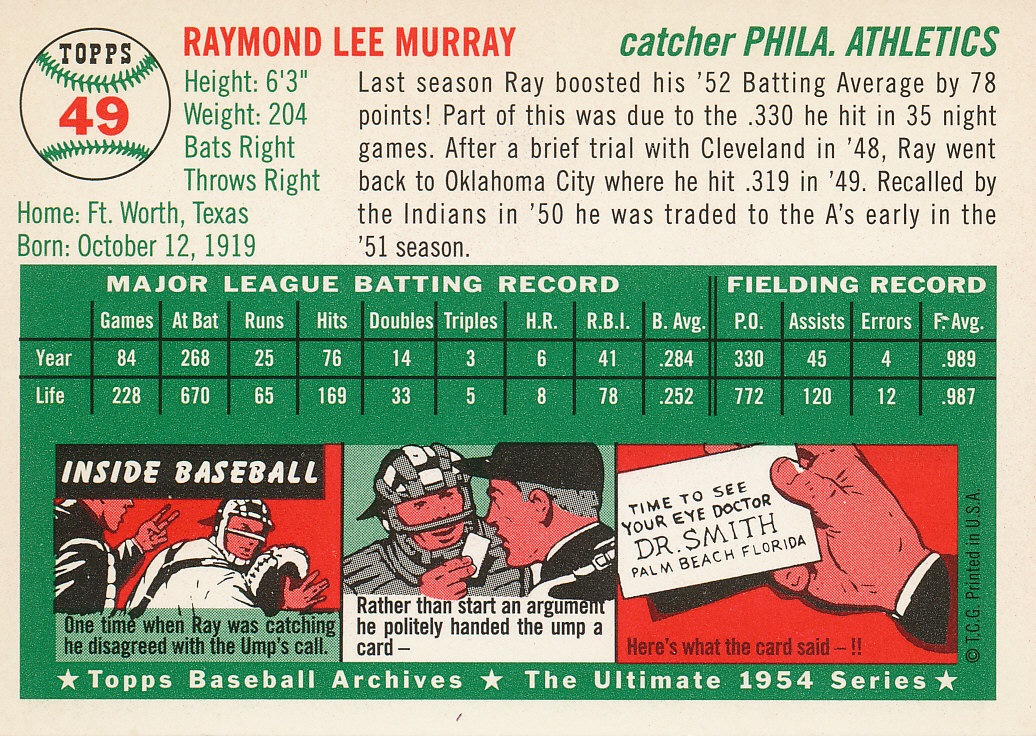 TOPPS
49
RAYMOND LEE MURRAY
catcher PHILA. ATHLETICS
Height: 6'3"
Weight: 204
Bats Right
Throws Right
Home: Ft. Worth, Texas
Born: October 12, 1919
Last season Ray boosted his '52 Batting Average by 78
points! Part of this was due to the .330 he hit in 35 night
games. After a brief trial with Cleveland in '48, Ray went
back to Oklahoma City where he hit .319 in '49. Recalled by
the Indians in '50 he was traded to the A's early in the
'51 season.
MAJOR LEAGUE BATTING RECORD FIELDING RECORD
Games At Bat Runs Hits Doubles Triples H.R. R.B.I. B. Avg. P.O. Assists Errors F. Avg.
Year 84 268 25 76 14 3 6 41 .284 330 45 4 .989
Life 228 670 65 169 33 5 8 78 .252 772 120 12 .987
INSIDE BASEBALL
One time when Ray was catching
he disagreed with the Ump's call.
Rather than start an argument
he politely handed the ump a
card –
TIME TO SEE
YOUR EYE DOCTOR
DR. SMITH
PALM BEACH FLORIDA
Here's what the card said – !!
© T.C.G. Printed in U.S.A.
★ Topps Baseball Archives ★ The Ultimate 1954 Series ★